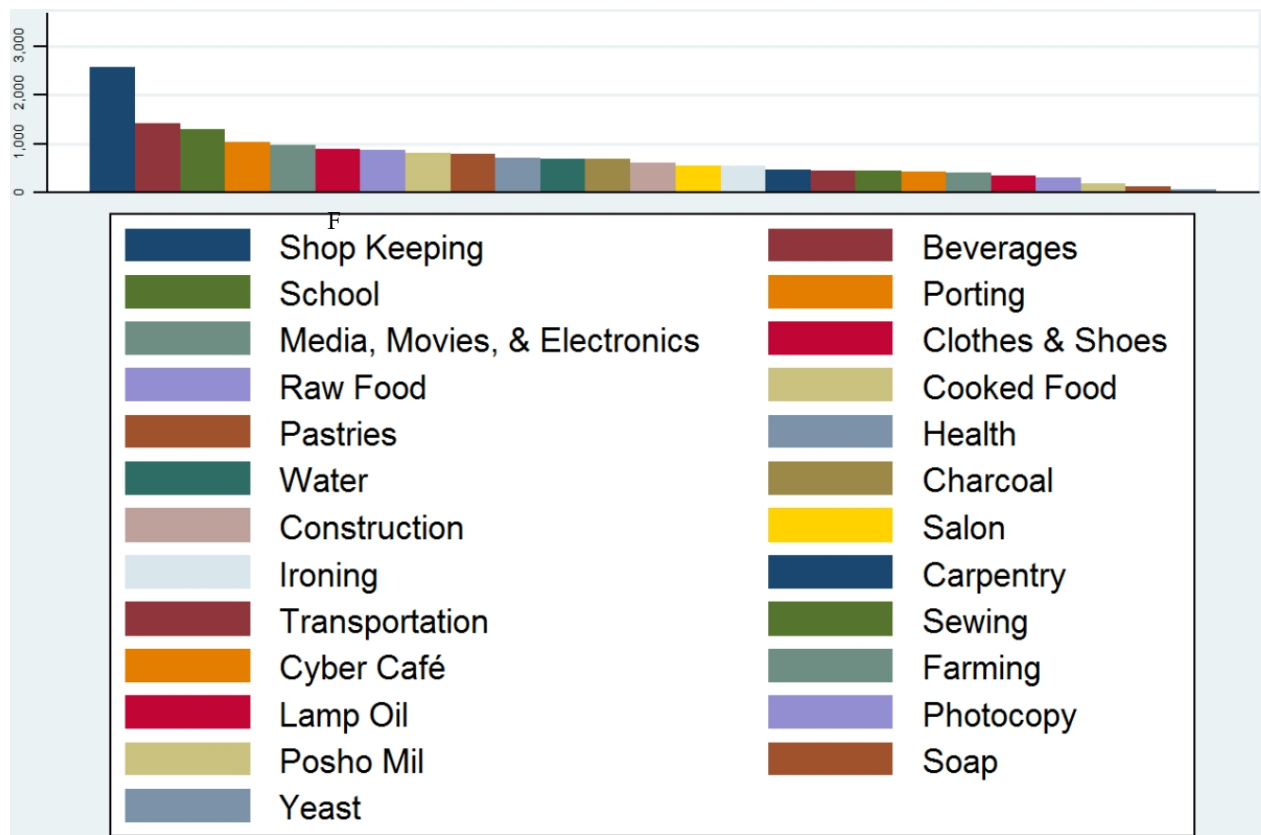 3,000
2,000
1,000
0
F
Shop Keeping
Beverages
School
Porting
Media, Movies, & Electronics
Clothes & Shoes
Raw Food
Cooked Food
Pastries
Health
Water
Charcoal
Construction
Salon
Ironing
Carpentry
Transportation
Sewing
Cyber Café
Farming
Lamp Oil
Photocopy
Posho Mil
Soap
Yeast